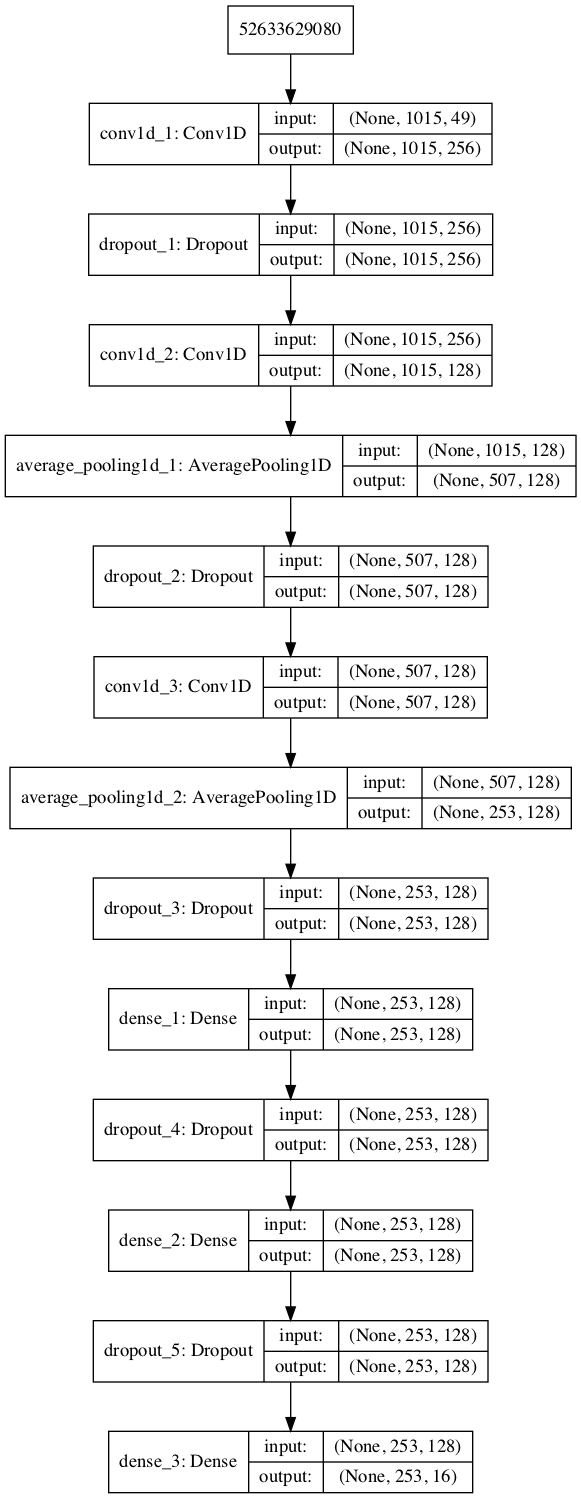 52633629080
conv1d_1: Conv1D
input: (None, 1015, 49)
output: (None, 1015, 256)
dropout_1: Dropout
input: (None, 1015, 256)
output: (None, 1015, 256)
conv1d_2: Conv1D
input: (None, 1015, 256)
output: (None, 1015, 128)
average_pooling1d_1: AveragePooling1D
input: (None, 1015, 128)
output: (None, 507, 128)
dropout_2: Dropout
input: (None, 507, 128)
output: (None, 507, 128)
conv1d_3: Conv1D
input: (None, 507, 128)
output: (None, 507, 128)
average_pooling1d_2: AveragePooling1D
input: (None, 507, 128)
output: (None, 253, 128)
dropout_3: Dropout
input: (None, 253, 128)
output: (None, 253, 128)
dense_1: Dense
input: (None, 253, 128)
output: (None, 253, 128)
dropout_4: Dropout
input: (None, 253, 128)
output: (None, 253, 128)
dense_2: Dense
input: (None, 253, 128)
output: (None, 253, 128)
dropout_5: Dropout
input: (None, 253, 128)
output: (None, 253, 128)
dense_3: Dense
input: (None, 253, 128)
output: (None, 253, 16)